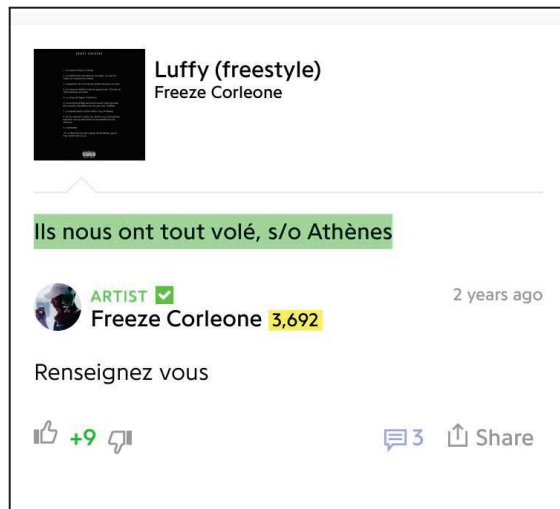 Luffy (freestyle)
Freeze Corleone
Ils nous ont tout volé, s/o Athènes
ARTIST
2 years ago
Freeze Corleone 3,692
Renseignez vous
+9
3 Share